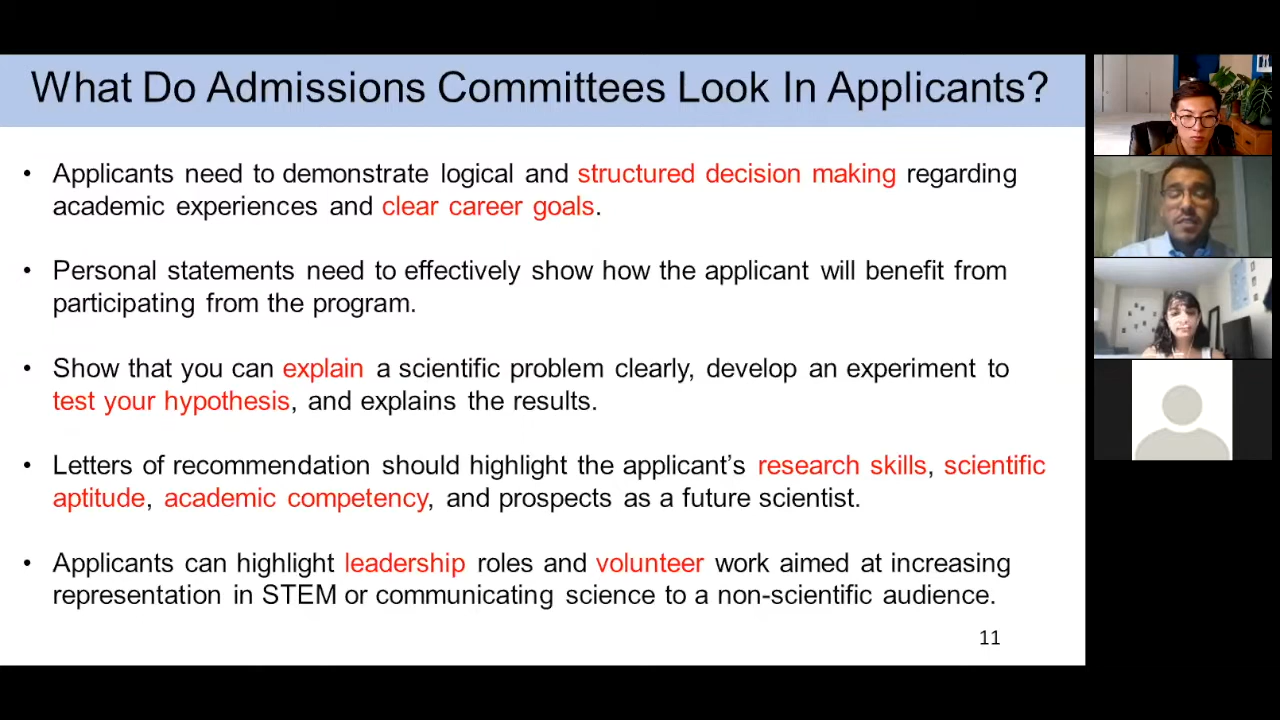 What Do Admissions Committees Look In Applicants?
• Applicants need to demonstrate logical and structured decision making regarding
academic experiences and clear career goals.
• Personal statements need to effectively show how the applicant will benefit from
participating from the program.
• Show that you can explain a scientific problem clearly, develop an experiment to
test your hypothesis, and explains the results.
• Letters of recommendation should highlight the applicant’s research skills, scientific
aptitude, academic competency, and prospects as a future scientist.
• Applicants can highlight leadership roles and volunteer work aimed at increasing
representation in STEM or communicating science to a non-scientific audience.
11